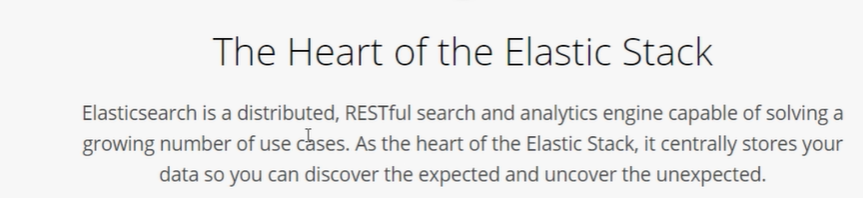 The Heart of the Elastic Stack
Elasticsearch is a distributed, RESTful search and analytics engine capable of solving a
growing number of use cases. As the heart of the Elastic Stack, it centrally stores your
data so you can discover the expected and uncover the unexpected.